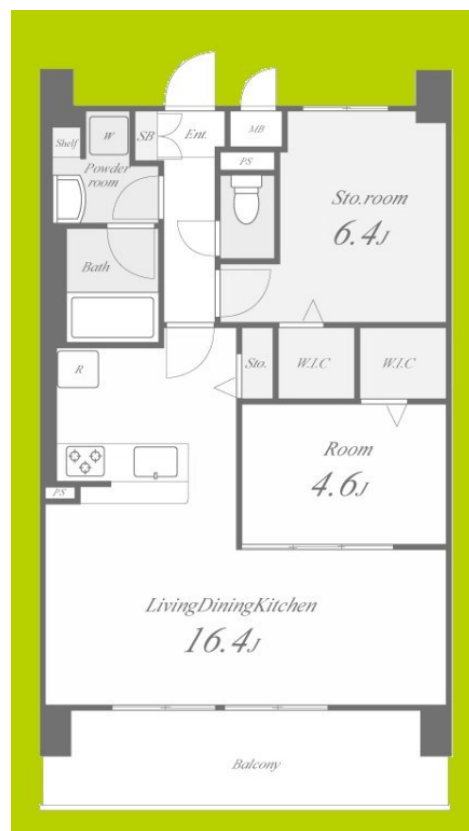 W
SB
Ent.
MB
Shelf
PS
Powder
room
Sto.room
6.4J
Bath
R
Sto.
W.I.C
W.I.C
Room
4.6J
PS
LivingDiningKitchen
16.4J
Balcony